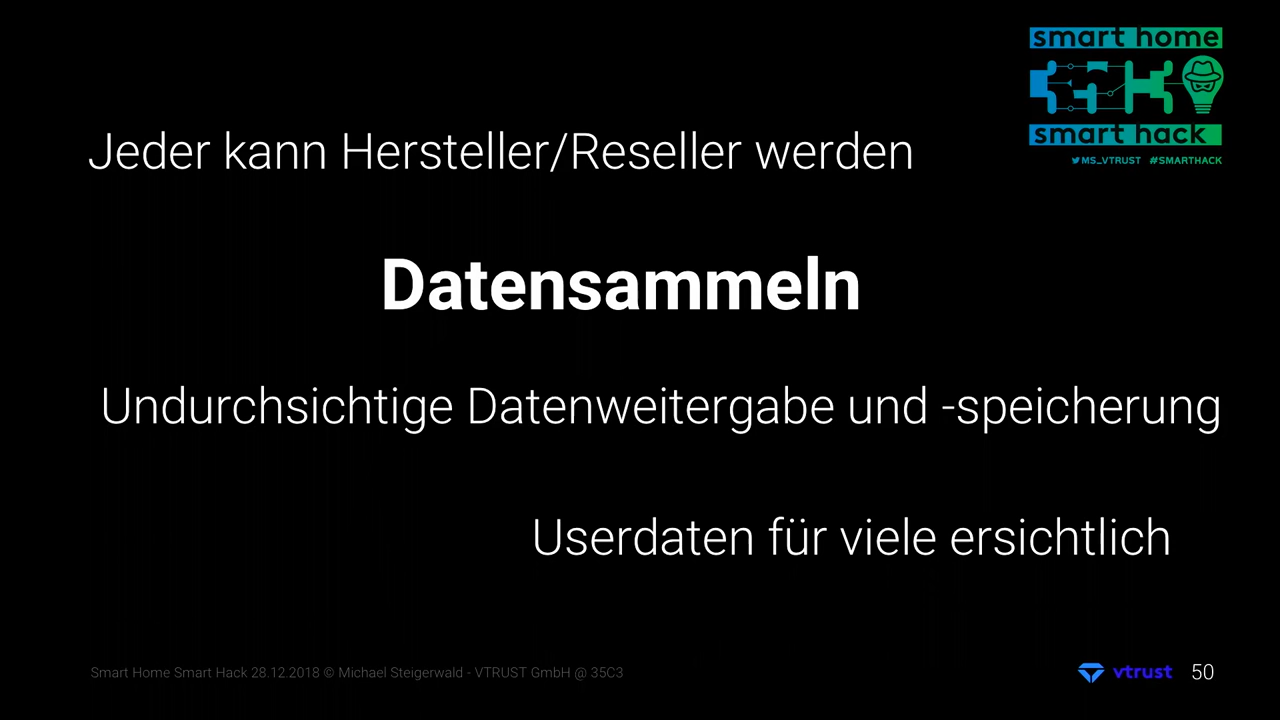 smart home
35C3
smart hack
MS_VTRUST #SMARTHACK
Jeder kann Hersteller/Reseller werden
Datensammeln
Undurchsichtige Datenweitergabe und -speicherung
Userdaten für viele ersichtlich
Smart Home Smart Hack 28.12.2018 © Michael Steigerwald - VTRUST GmbH @ 35C3
vtrust 50